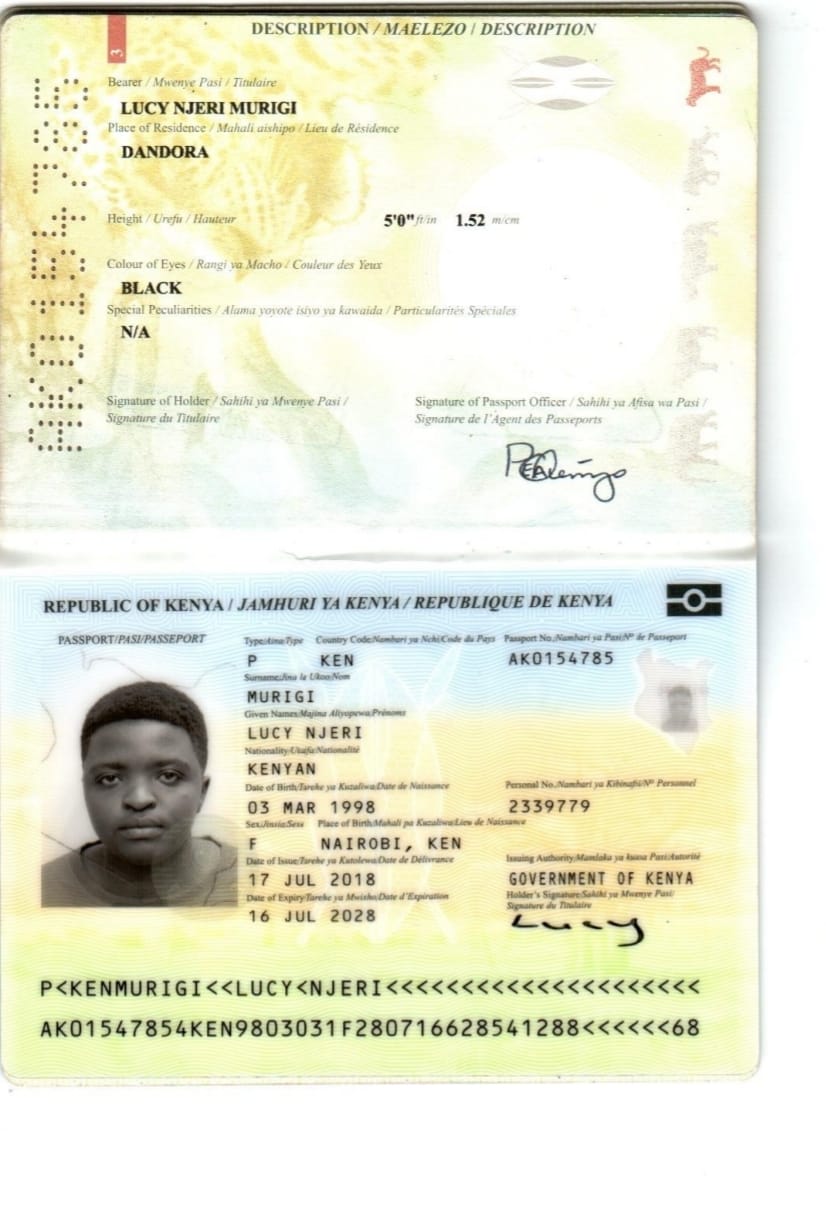 DESCRIPTION / MAELEZO / DESCRIPTION
3
AK0154785
Bearer / Mwenye Pasi / Titulaire
LUCY NJERI MURIGI
Place of Residence / Mahali aishipo / Lieu de Résidence
DANDORA
Height / Urefu / Hauteur 5'0" ft/in 1.52 m/cm
Colour of Eyes / Rangi ya Macho / Couleur des Yeux
BLACK
Special Peculiarities / Alama yoyote isiyo ya kawaida / Particularités Spéciales
N/A
Signature of Holder / Sahihi ya Mwenye Pasi / Signature of Passport Officer / Sahihi ya Afisa wa Pasi /
Signature du Titulaire Signature de l'Agent des Passeports
REPUBLIC OF KENYA / JAMHURI YA KENYA / REPUBLIQUE DE KENYA
PASSPORT/PASI/PASSEPORT Type/Aina/Type Country Code/Nambari ya Nchi/Code du Pays Passport No./Nambari ya Pasi/Nº de Passeport
P KEN AK0154785
Surname/Jina la Ukoo/Nom
MURIGI
Given Names/Majina Aliyopewa/Prénoms
LUCY NJERI
Nationality/Utaifa/Nationalité
KENYAN
Date of Birth/Tarehe ya Kuzaliwa/Date de Naissance Personal No./Nambari ya Kibinafsi/Nº Personnel
03 MAR 1998 2339779
Sex/Jinsia/Sexe Place of Birth/Mahali pa Kuzaliwa/Lieu de Naissance
F NAIROBI, KEN
Date of Issue/Tarehe ya Kutolewa/Date de Délivrance Issuing Authority/Mamlaka ya kutoa Pasi/Autorité
17 JUL 2018 GOVERNMENT OF KENYA
Date of Expiry/Tarehe ya Mwisho/Date d'Expiration Holder's Signature/Sahihi ya Mwenye Pasi/
Signature du Titulaire
16 JUL 2028 Lucy
P<KENMURIGI<<LUCY<NJERI<<<<<<<<<<<<<<<<<<<<<
AK01547854KEN9803031F280716628541288<<<<<<68